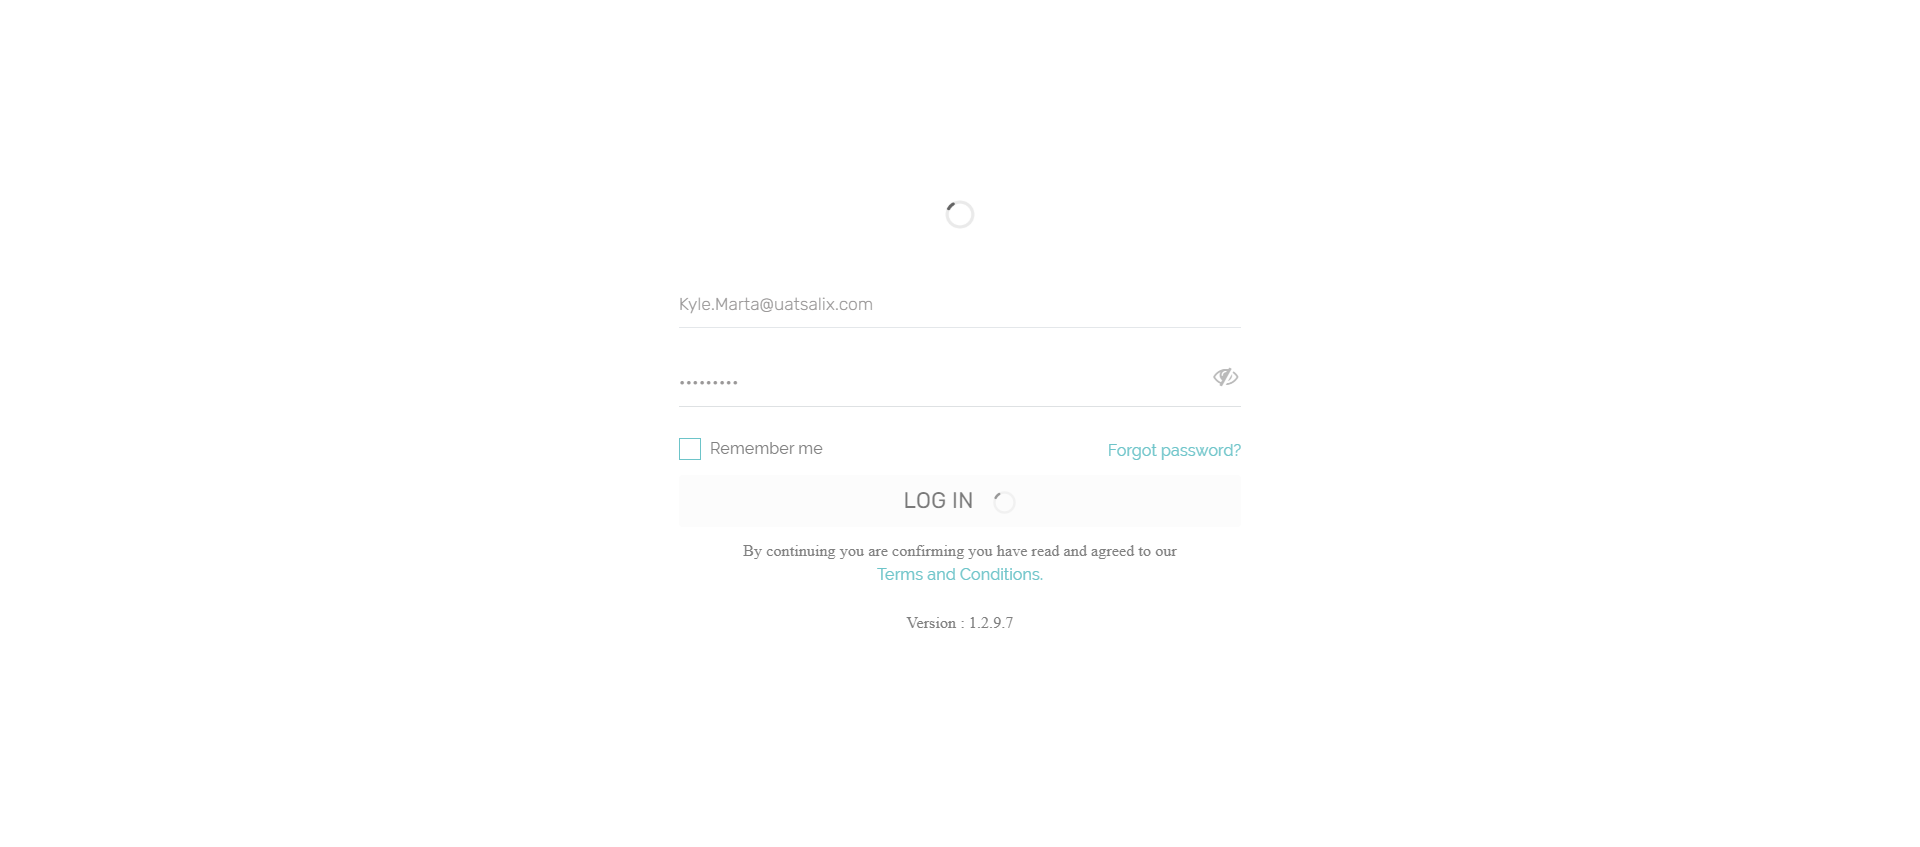 Kyle.Marta@uatsalix.com
•••••••••
Remember me
Forgot password?
LOG IN
By continuing you are confirming you have read and agreed to our
Terms and Conditions.
Version : 1.2.9.7